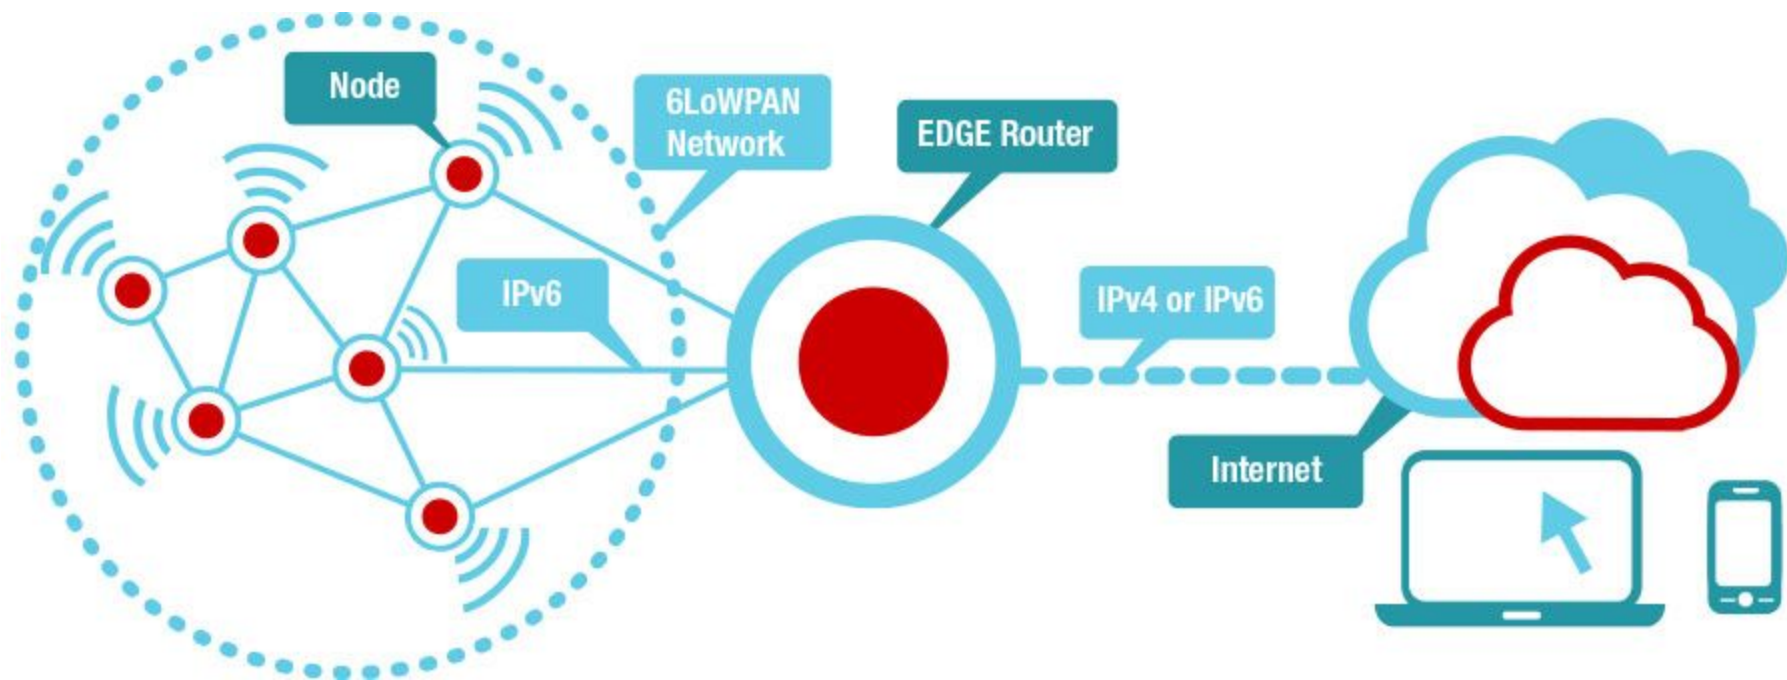 Node
6LoWPAN
Network
EDGE Router
IPv6
IPv4 or IPv6
Internet